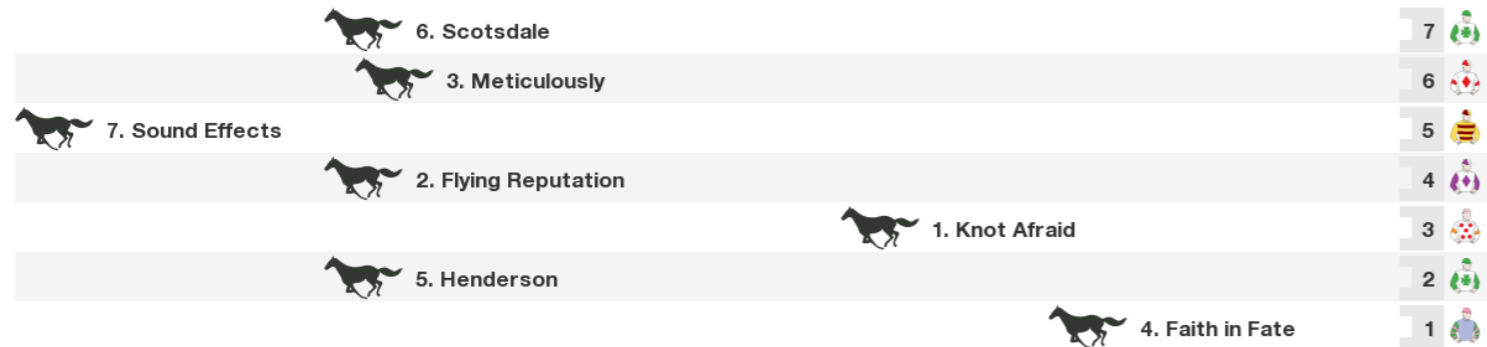 6. Scotsdale 7
3. Meticulously 6
7. Sound Effects 5
2. Flying Reputation 4
1. Knot Afraid 3
5. Henderson 2
4. Faith in Fate 1